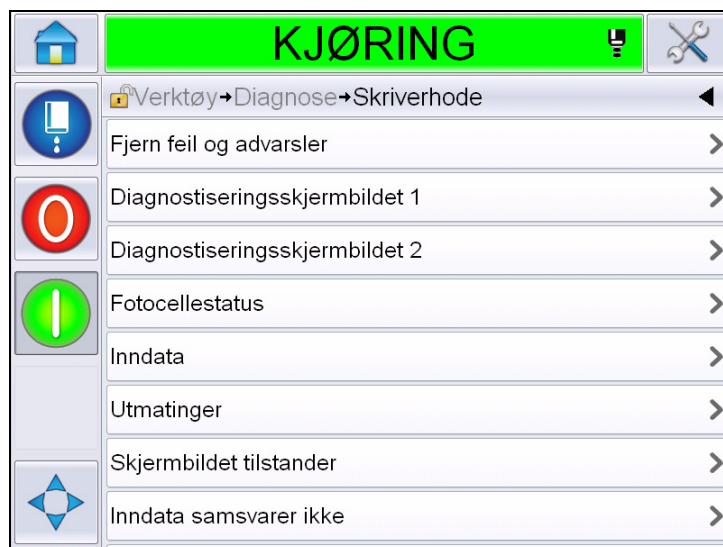 KJØRING
Verktøy→Diagnose→Skriverhode
Fjern feil og advarsler
Diagnostiseringsskjermbildet 1
Diagnostiseringsskjermbildet 2
Fotocellestatus
Inndata
Utmatinger
Skjermbildet tilstander
Inndata samsvarer ikke